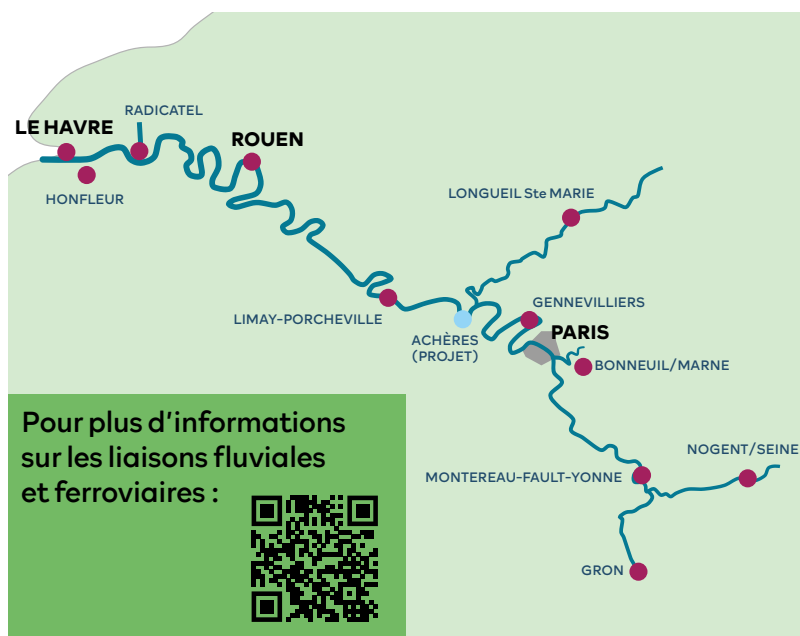 RADICATEL
LE HAVRE
ROUEN
HONFLEUR
LONGUEIL Ste MARIE
LIMAY-PORCHEVILLE
GENNEVILLIERS
ACHÈRES
(PROJET)
PARIS
BONNEUIL/MARNE
Pour plus d'informations
sur les liaisons fluviales
et ferroviaires :
NOGENT/SEINE
MONTEREAU-FAULT-YONNE
GRON